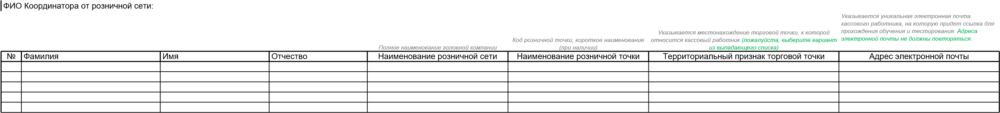 ФИО Координатора от розничной сети:
Указывается уникальная электронная почта
кассового работника, на которую придет ссылка для
прохождения обучения и тестирования. Адреса
электронной почты не должны повторяться.
Указывается местонахождение торговой точки, к которой
относится кассовый работник (пожалуйста, выберите вариант
из выпадающего списка)
Код розничной точки, короткое наименование
(при наличии)
Полное наименование головной компании
№ Фамилия Имя Отчество Наименование розничной сети Наименование розничной точки Территориальный признак торговой точки Адрес электронной почты